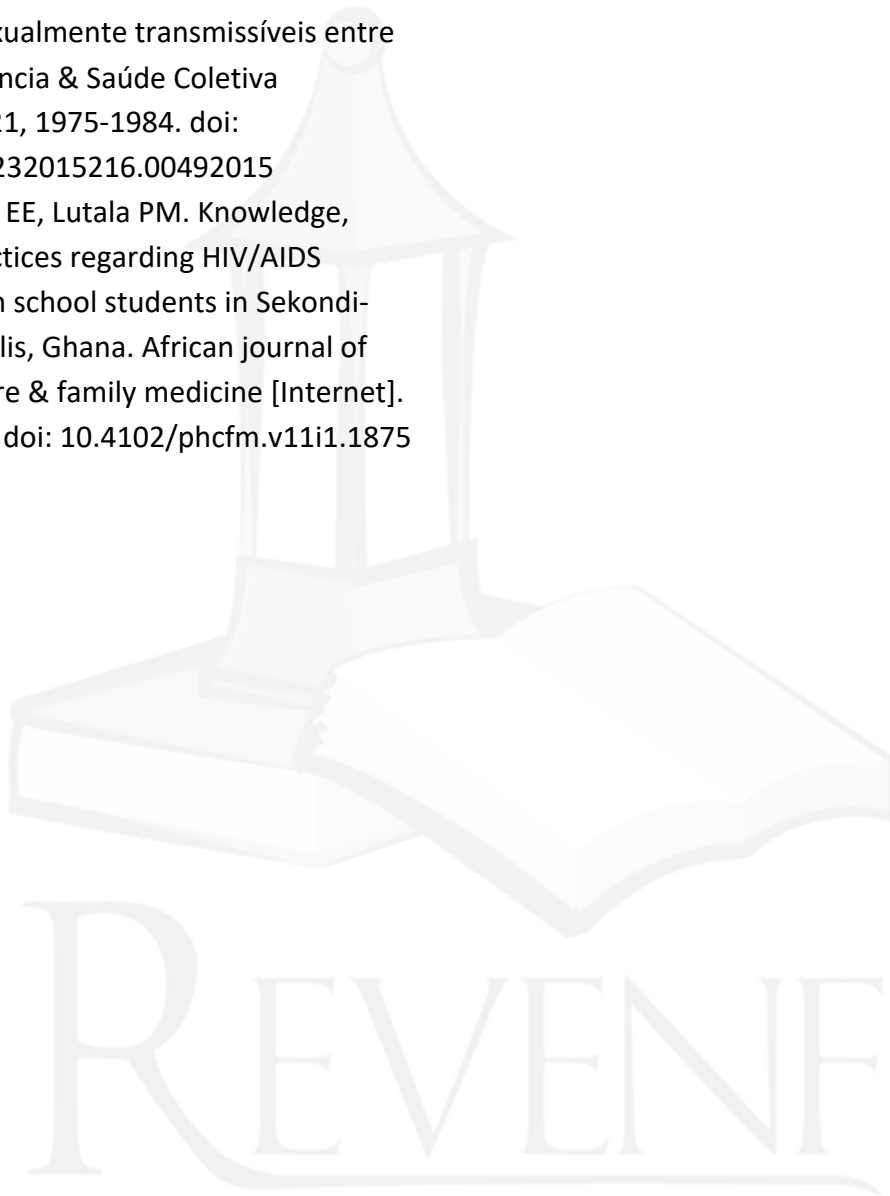 xualmente transmissíveis entre
ncia & Saúde Coletiva
21, 1975-1984. doi:
232015216.00492015
EE, Lutala PM. Knowledge,
ctices regarding HIV/AIDS
n school students in Sekondi-
lis, Ghana. African journal of
re & family medicine [Internet].
doi: 10.4102/phcfm.v11i1.1875
REVENF